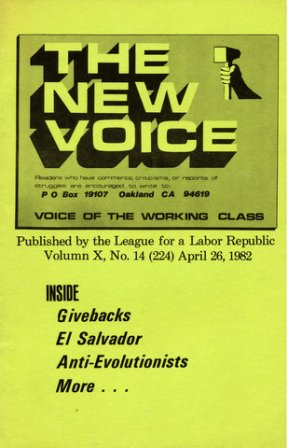 THE
NEW
VOICE
Readers who have comments, criticisms, or reports of
struggles are encouraged to write to:
P O Box 19107 Oakland CA 94619
VOICE OF THE WORKING CLASS
Published by the League for a Labor Republic
Volumn X, No. 14 (224) April 26, 1982
INSIDE
Givebacks
El Salvador
Anti-Evolutionists
More . . .